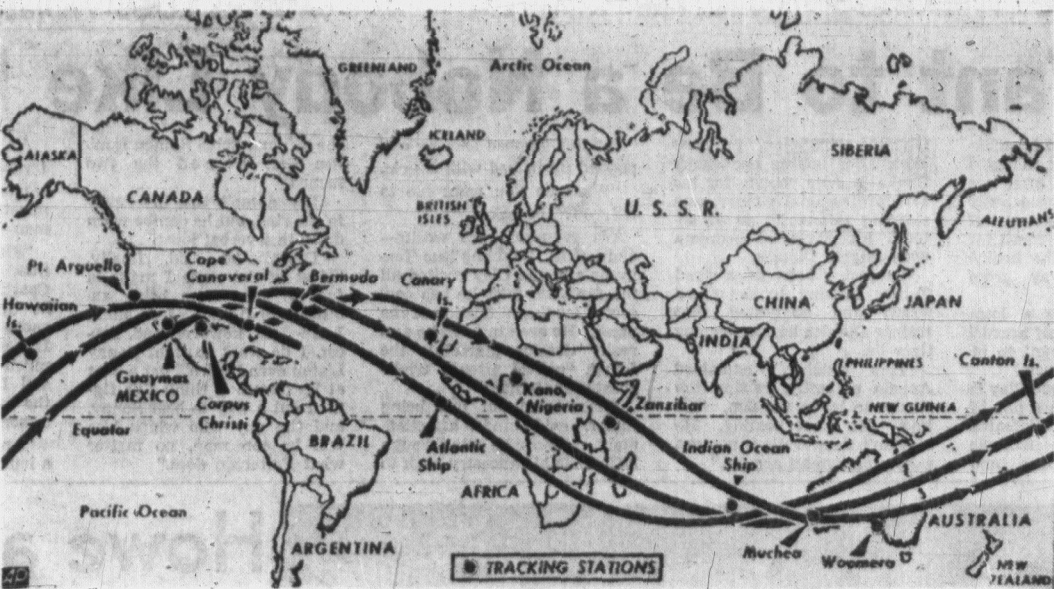 GREENLAND
Arctic Ocean
ICELAND
ALASKA
SIBERIA
CANADA
BRITISH
ISLES
U. S. S. R.
ALEUTIANS
Pt. Arguello
Cape
Canaveral
Bermuda
Canary
Is.
Hawaiian
Is.
CHINA
JAPAN
INDIA
PHILIPPINES
Canton Is.
Guaymas
MEXICO
Corpus
Christi
Kano,
Nigeria
Zanzibar
NEW GUINEA
Equator
BRAZIL
Atlantic
Ship
Indian Ocean
Ship
AFRICA
Pacific Ocean
ARGENTINA
Muchea
Woomera
AUSTRALIA
NEW
ZEALAND
TRACKING STATIONS
AP